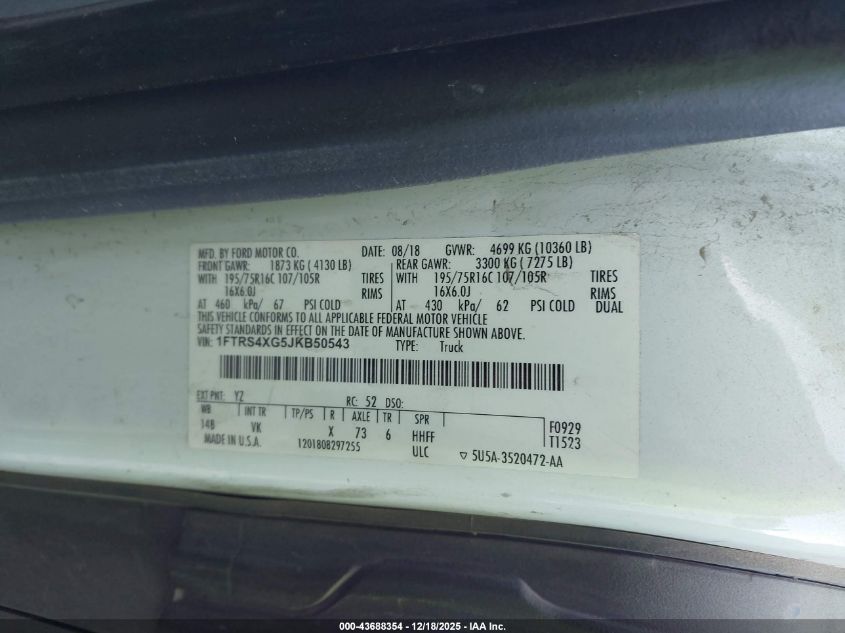 MFD. BY FORD MOTOR CO. DATE: 08/18 GVWR: 4699 KG (10360 LB)
FRONT GAWR: 1873 KG ( 4130 LB) REAR GAWR: 3300 KG ( 7275 LB)
WITH 195/75R16C 107/105R TIRES WITH 195/75R16C 107/105R TIRES
16X6.0J RIMS 16X6.0J RIMS
AT 460 kPa/ 67 PSI COLD AT 430 kPa/ 62 PSI COLD DUAL
THIS VEHICLE CONFORMS TO ALL APPLICABLE FEDERAL MOTOR VEHICLE
SAFETY STANDARDS IN EFFECT ON THE DATE OF MANUFACTURE SHOWN ABOVE.
VIN: 1FTRS4XG5JKB50543 TYPE: Truck
EXT PNT: YZ RC: 52 DSO:
WB INT TR TP/PS R AXLE TR SPR
14B VK X 73 6 HHFF F0929
MADE IN U.S.A. 1201808297255 ULC T1523
▽ 5U5A-3520472-AA
000-43688354 - 12/18/2025 - IAA Inc.